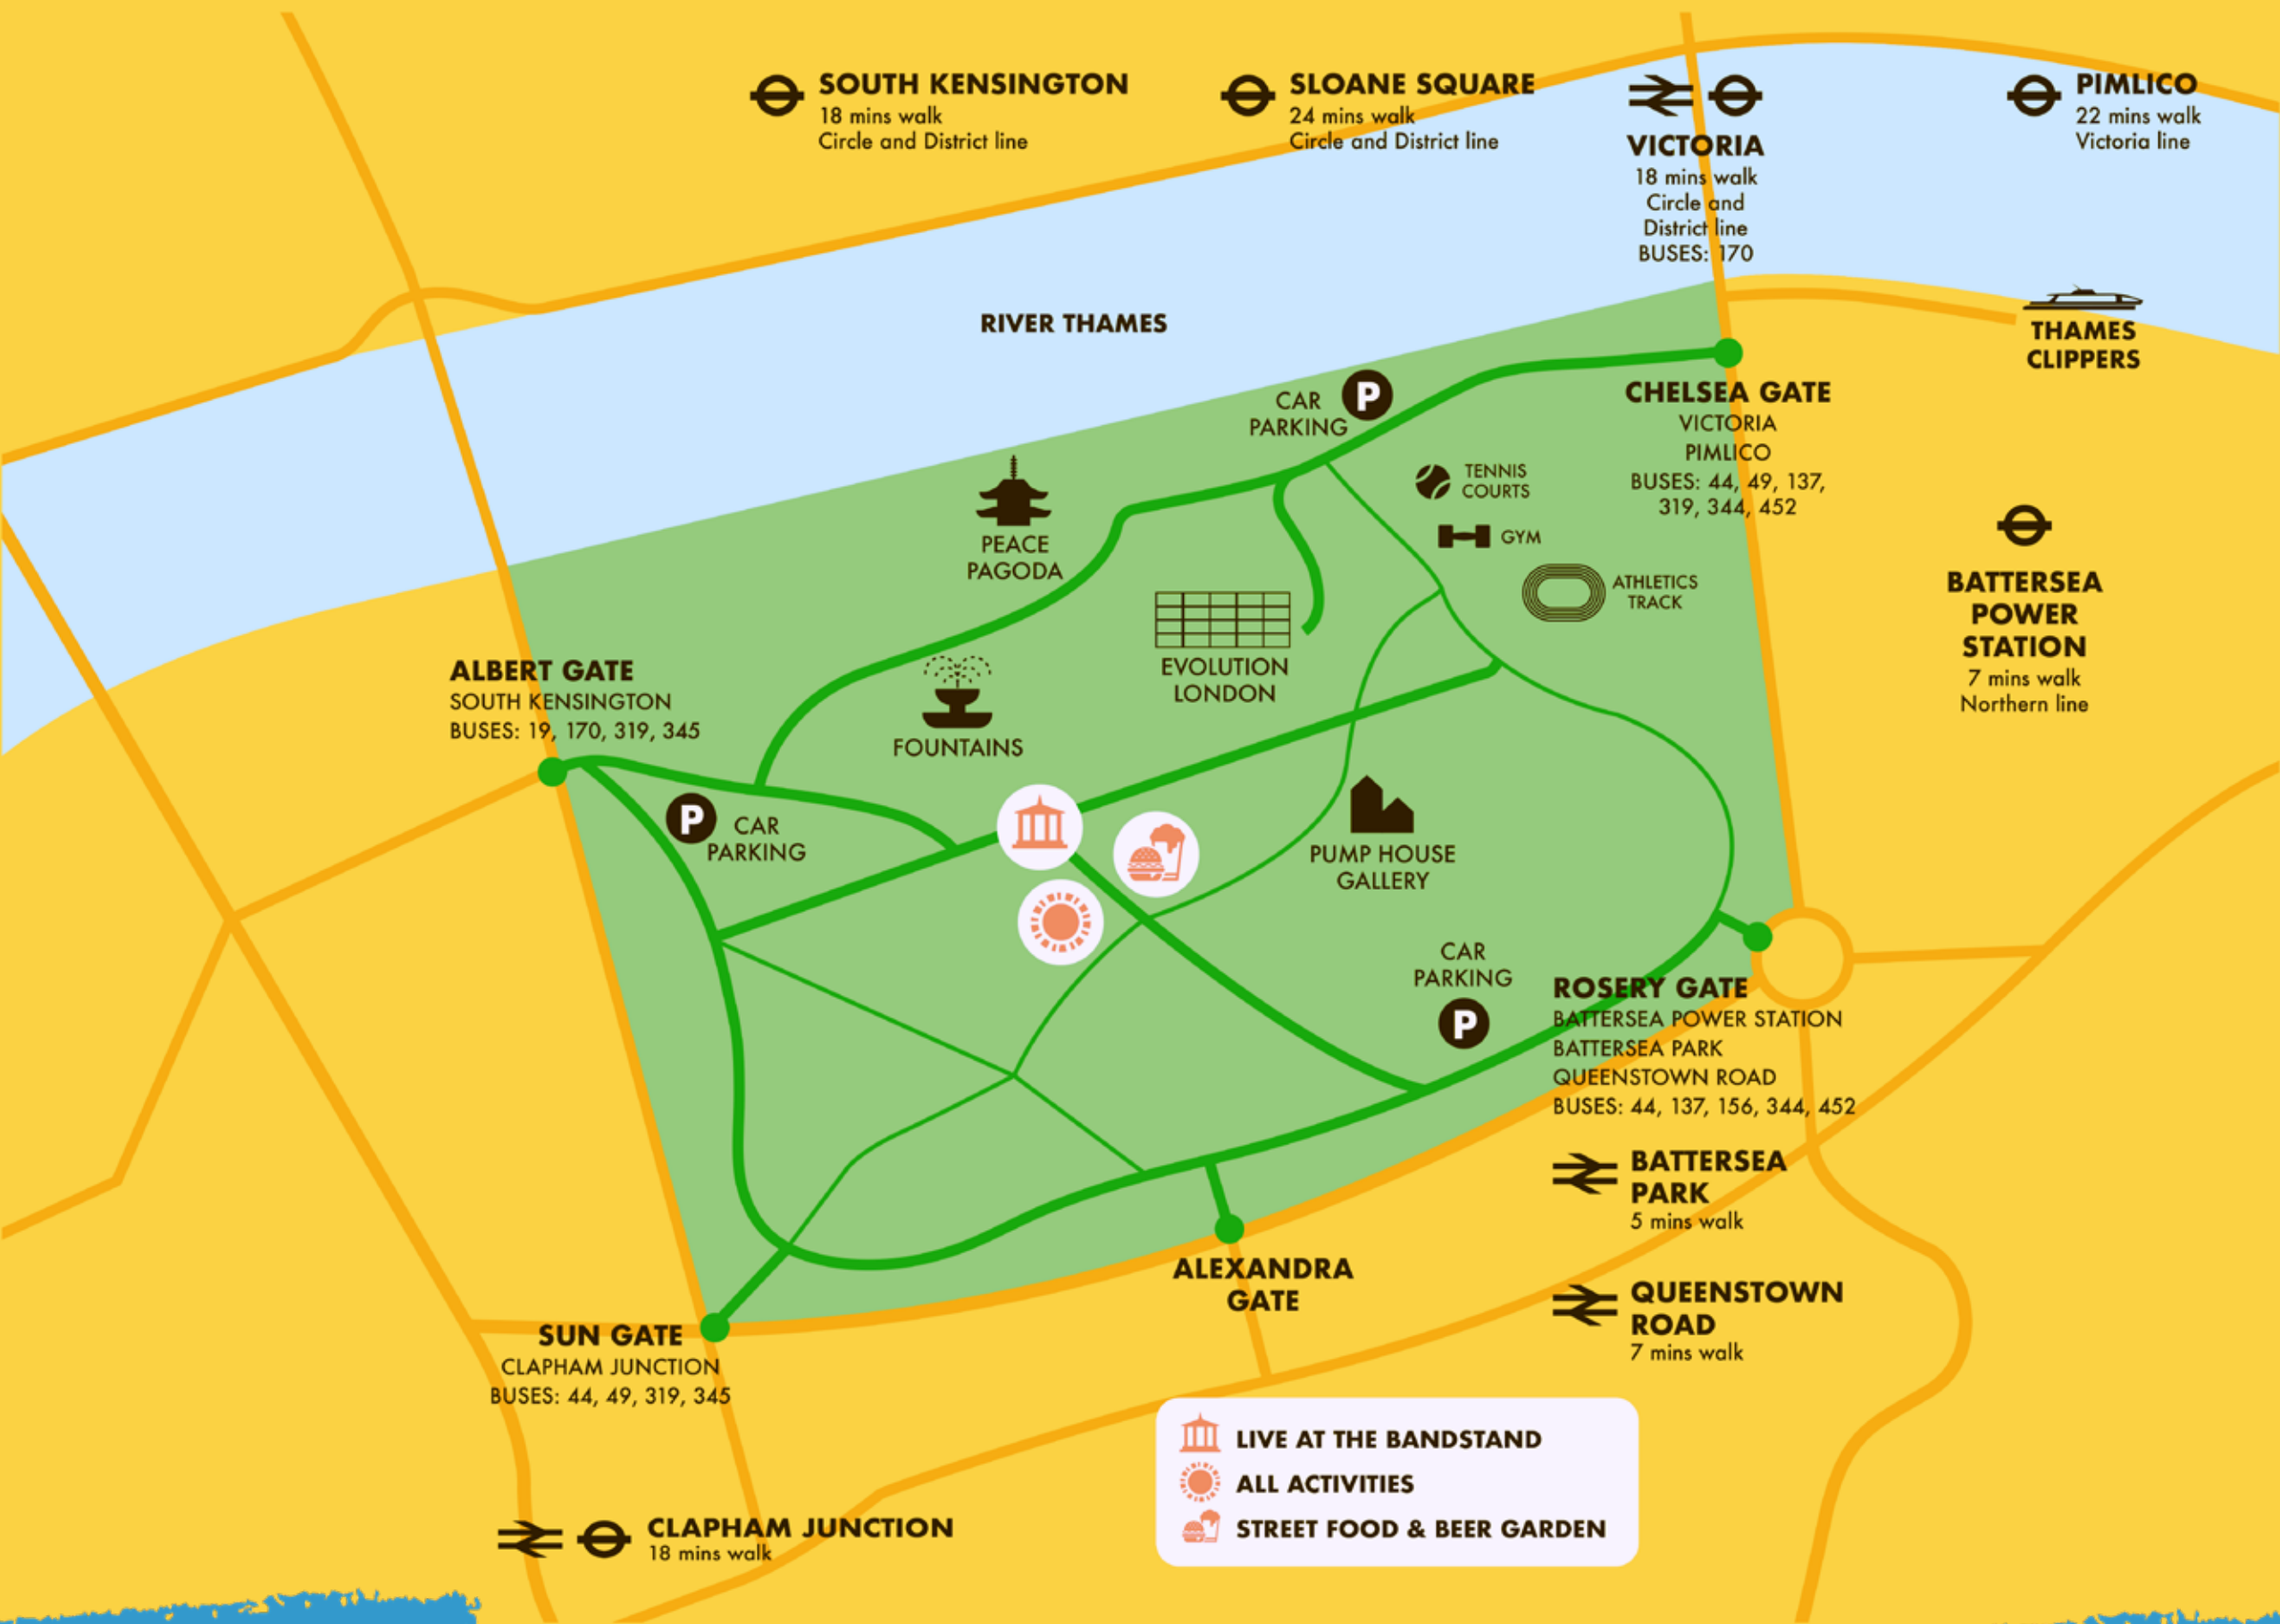 SOUTH KENSINGTON
18 mins walk
Circle and District line
SLOANE SQUARE
24 mins walk
Circle and District line
VICTORIA
18 mins walk
Circle and
District line
BUSES: 170
PIMLICO
22 mins walk
Victoria line
RIVER THAMES
THAMES
CLIPPERS
CAR
PARKING
P
CHELSEA GATE
VICTORIA
PIMLICO
BUSES: 44, 49, 137,
319, 344, 452
TENNIS
COURTS
GYM
ATHLETICS
TRACK
PEACE
PAGODA
BATTERSEA
POWER
STATION
7 mins walk
Northern line
EVOLUTION
LONDON
ALBERT GATE
SOUTH KENSINGTON
BUSES: 19, 170, 319, 345
FOUNTAINS
P
CAR
PARKING
PUMP HOUSE
GALLERY
CAR
PARKING
P
ROSERY GATE
BATTERSEA POWER STATION
BATTERSEA PARK
QUEENSTOWN ROAD
BUSES: 44, 137, 156, 344, 452
BATTERSEA
PARK
5 mins walk
ALEXANDRA
GATE
QUEENSTOWN
ROAD
7 mins walk
SUN GATE
CLAPHAM JUNCTION
BUSES: 44, 49, 319, 345
LIVE AT THE BANDSTAND
ALL ACTIVITIES
STREET FOOD & BEER GARDEN
CLAPHAM JUNCTION
18 mins walk